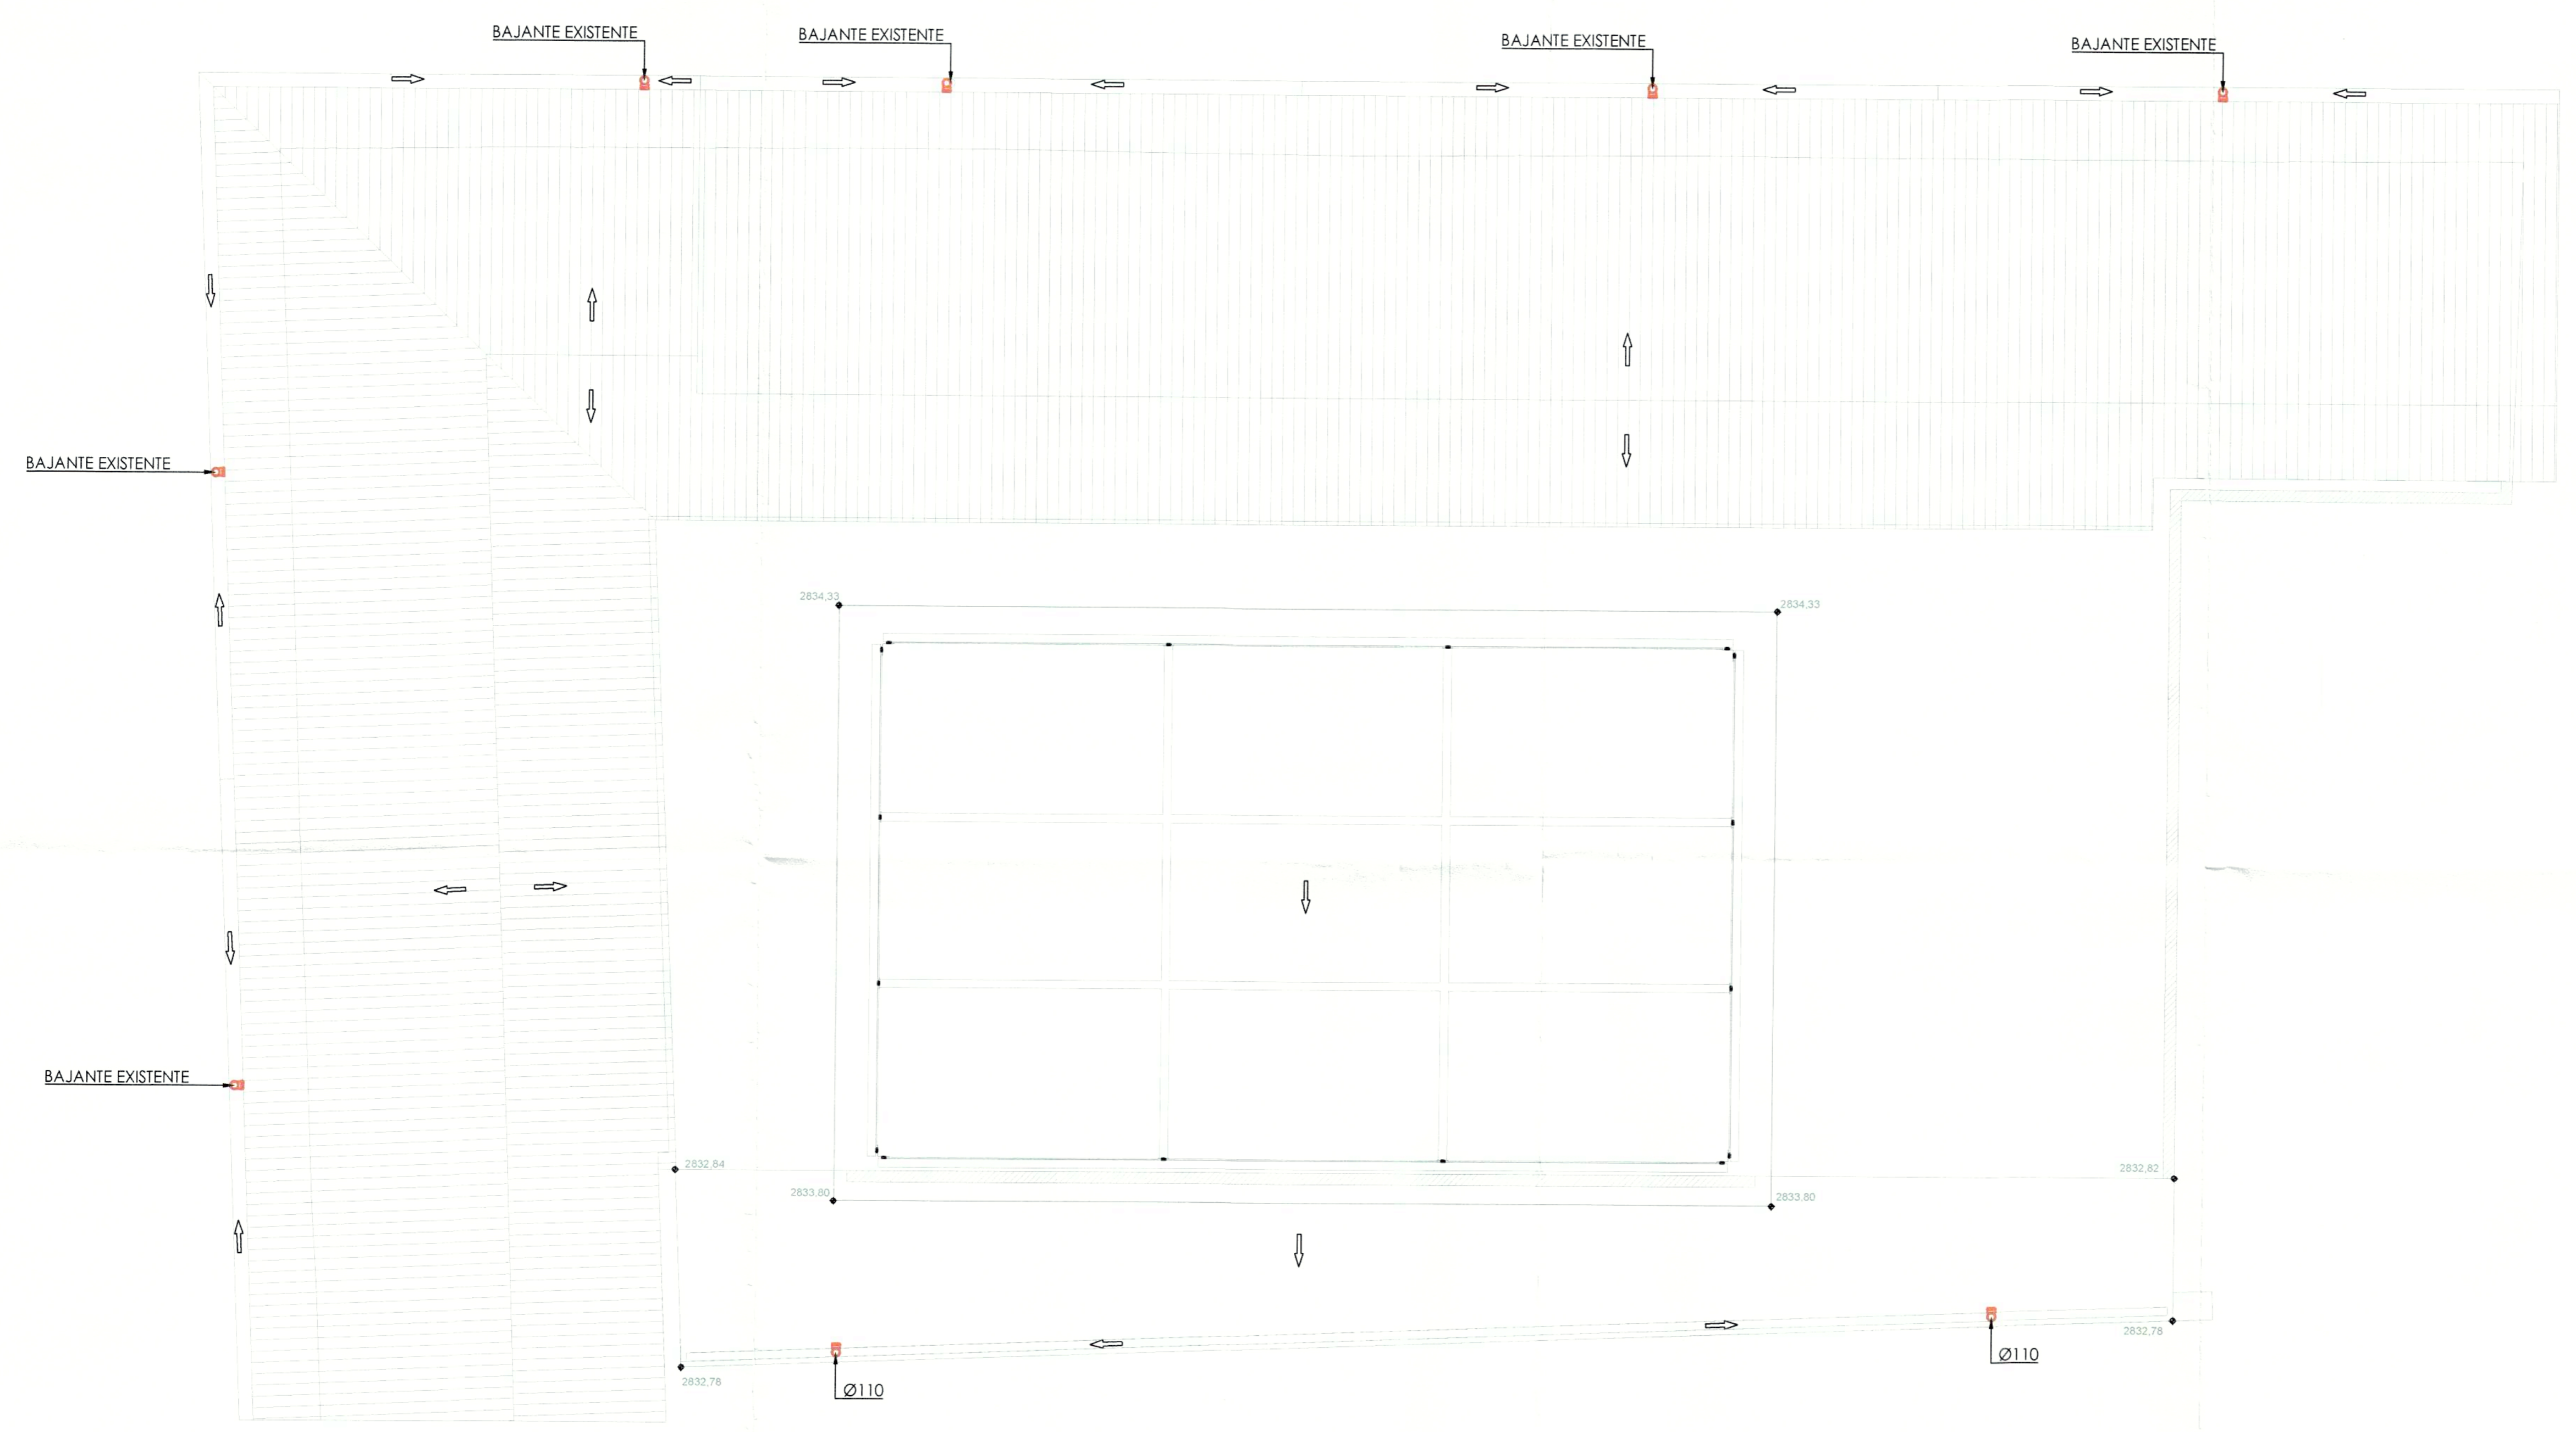 BAJANTE EXISTENTE
BAJANTE EXISTENTE
BAJANTE EXISTENTE
BAJANTE EXISTENTE
BAJANTE EXISTENTE
2834,33
2834,33
BAJANTE EXISTENTE
2832,84
2832,82
2833,80
2833,80
2832,78
Ø110
2832,78
Ø110